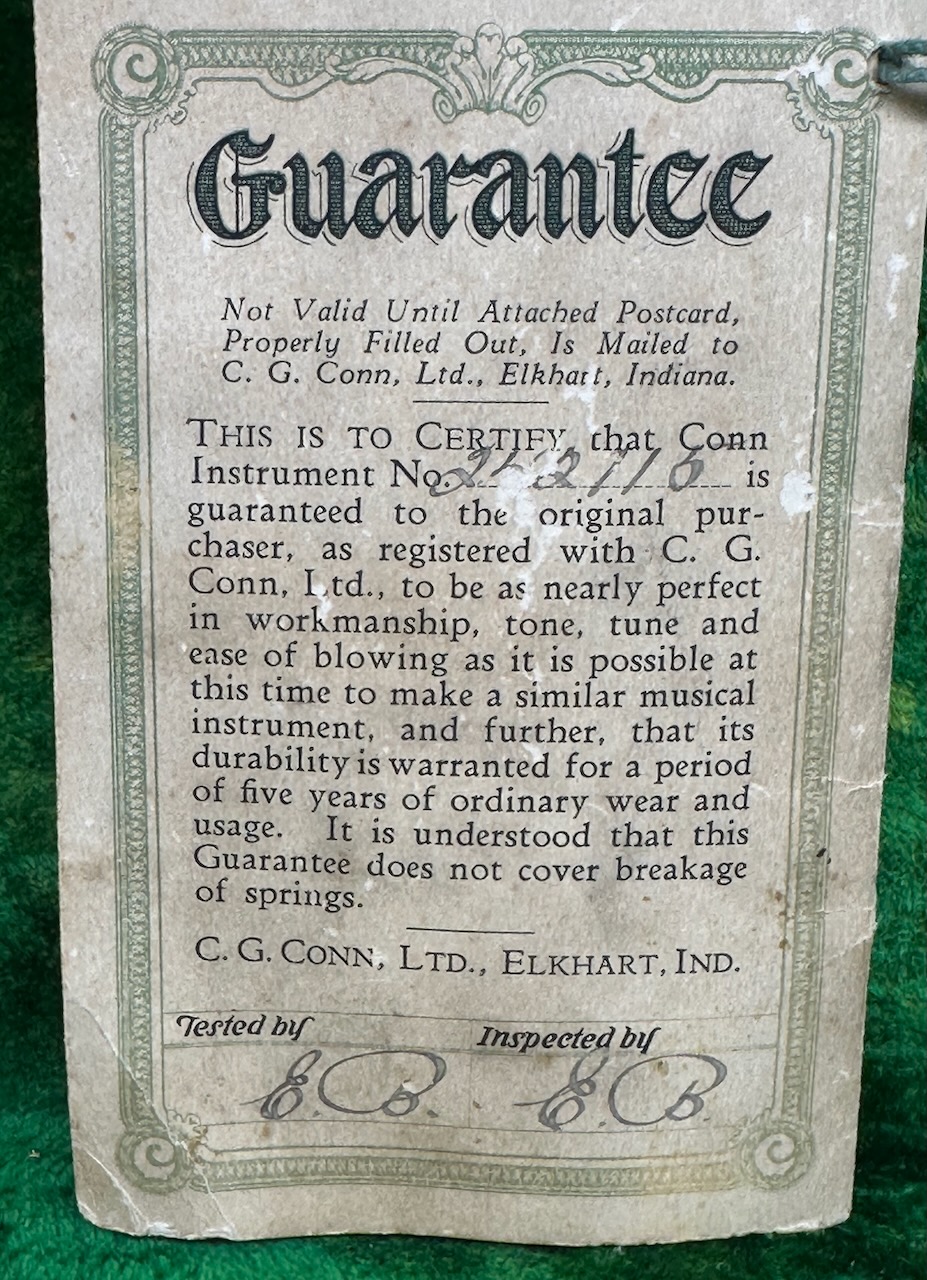 Guarantee
Not Valid Until Attached Postcard,
Properly Filled Out, Is Mailed to
C. G. Conn, Ltd., Elkhart, Indiana.
THIS IS TO CERTIFY that Conn
Instrument No. is
guaranteed to the original pur-
chaser, as registered with C. G.
Conn, Ltd., to be as nearly perfect
in workmanship, tone, tune and
ease of blowing as it is possible at
this time to make a similar musical
instrument, and further, that its
durability is warranted for a period
of five years of ordinary wear and
usage. It is understood that this
Guarantee does not cover breakage
of springs.
C. G. CONN, LTD., ELKHART, IND.
Tested by Inspected by
E. B. E. B.